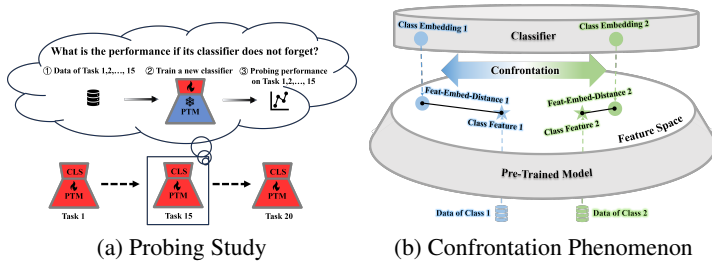 What is the performance if its classifier does not forget?
① Data of Task 1,2,…, 15
② Train a new classifier
③ Probing performance
on Task 1,2,…, 15
PTM
CLS
PTM
Task 1
CLS
PTM
Task 15
CLS
PTM
Task 20
(a) Probing Study
Class Embedding 1
Class Embedding 2
Classifier
Confrontation
Feat-Embed-Distance 1
Feat-Embed-Distance 2
Class Feature 1
Class Feature 2
Feature Space
Pre-Trained Model
Data of Class 1
Data of Class 2
(b) Confrontation Phenomenon